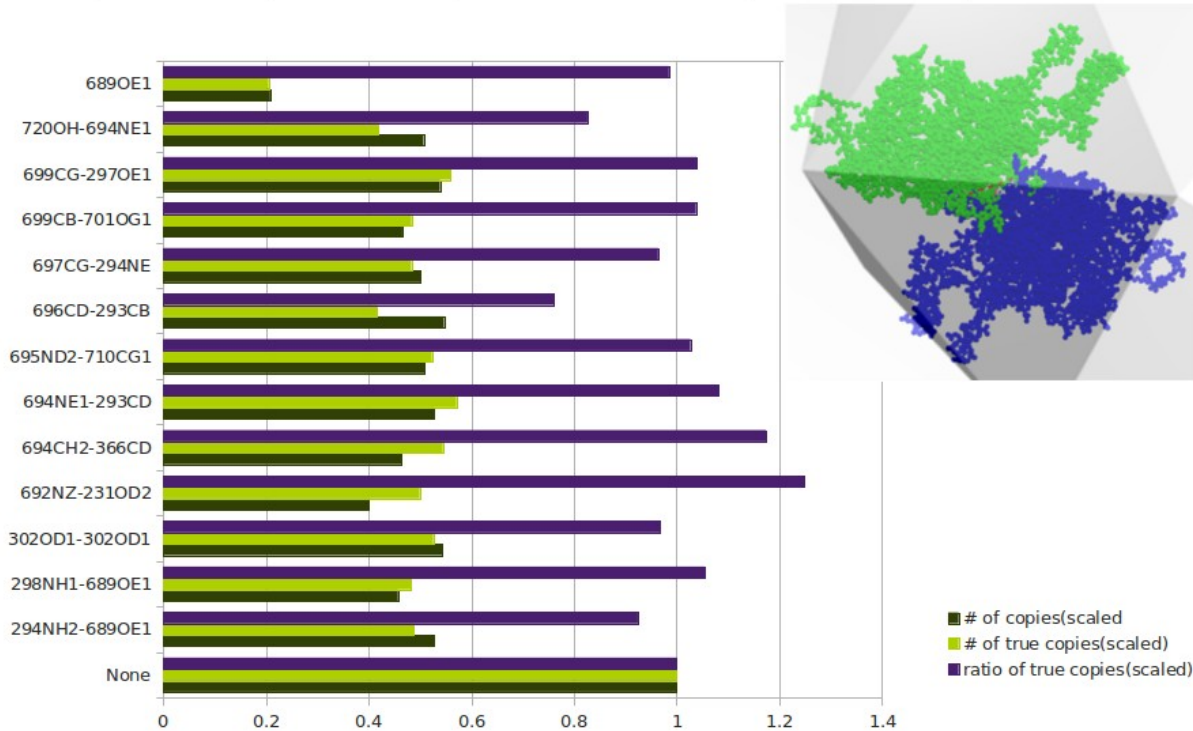 689OE1
720OH-694NE1
699CG-297OE1
699CB-701OG1
697CG-294NE
696CD-293CB
695ND2-710CG1
694NE1-293CD
694CH2-366CD
692NZ-231OD2
302OD1-302OD1
298NH1-689OE1
294NH2-689OE1
None
0 0.2 0.4 0.6 0.8 1 1.2 1.4
# of copies(scaled
# of true copies(scaled)
ratio of true copies(scaled)